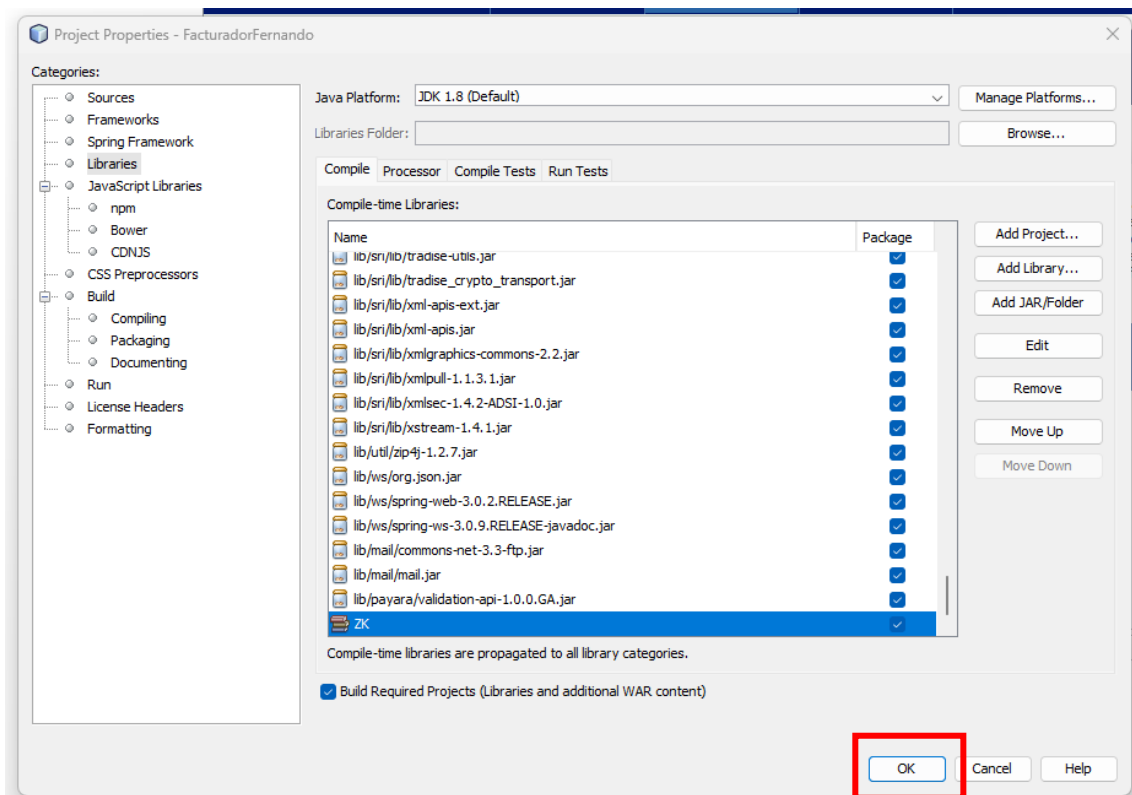 Project Properties - FacturadorFernando
Categories:
Sources
Frameworks
Spring Framework
Libraries
JavaScript Libraries
npm
Bower
CDNJS
CSS Preprocessors
Build
Compiling
Packaging
Documenting
Run
License Headers
Formatting
Java Platform: JDK 1.8 (Default) Manage Platforms...
Libraries Folder: Browse...
Compile Processor Compile Tests Run Tests
Compile-time Libraries:
Name Package
lib/sri/lib/tradise-utils.jar
lib/sri/lib/tradise_crypto_transport.jar
lib/sri/lib/xml-apis-ext.jar
lib/sri/lib/xml-apis.jar
lib/sri/lib/xmlgraphics-commons-2.2.jar
lib/sri/lib/xmlpull-1.1.3.1.jar
lib/sri/lib/xmlsec-1.4.2-ADSI-1.0.jar
lib/sri/lib/xstream-1.4.1.jar
lib/util/zip4j-1.2.7.jar
lib/ws/org.json.jar
lib/ws/spring-web-3.0.2.RELEASE.jar
lib/ws/spring-ws-3.0.9.RELEASE-javadoc.jar
lib/mail/commons-net-3.3-ftp.jar
lib/mail/mail.jar
lib/payara/validation-api-1.0.0.GA.jar
ZK
Add Project...
Add Library...
Add JAR/Folder
Edit
Remove
Move Up
Move Down
Compile-time libraries are propagated to all library categories.
Build Required Projects (Libraries and additional WAR content)
OK Cancel Help